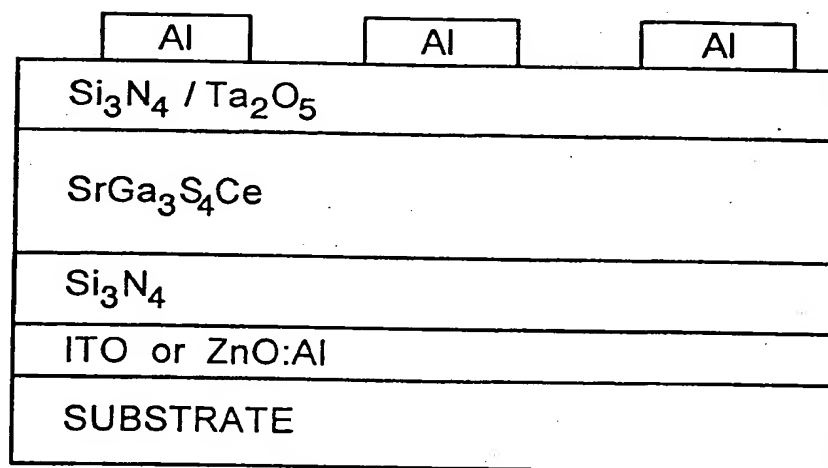 Al Al Al
Si₃N₄ / Ta₂O₅
SrGa₃S₄Ce
Si₃N₄
ITO or ZnO:Al
SUBSTRATE